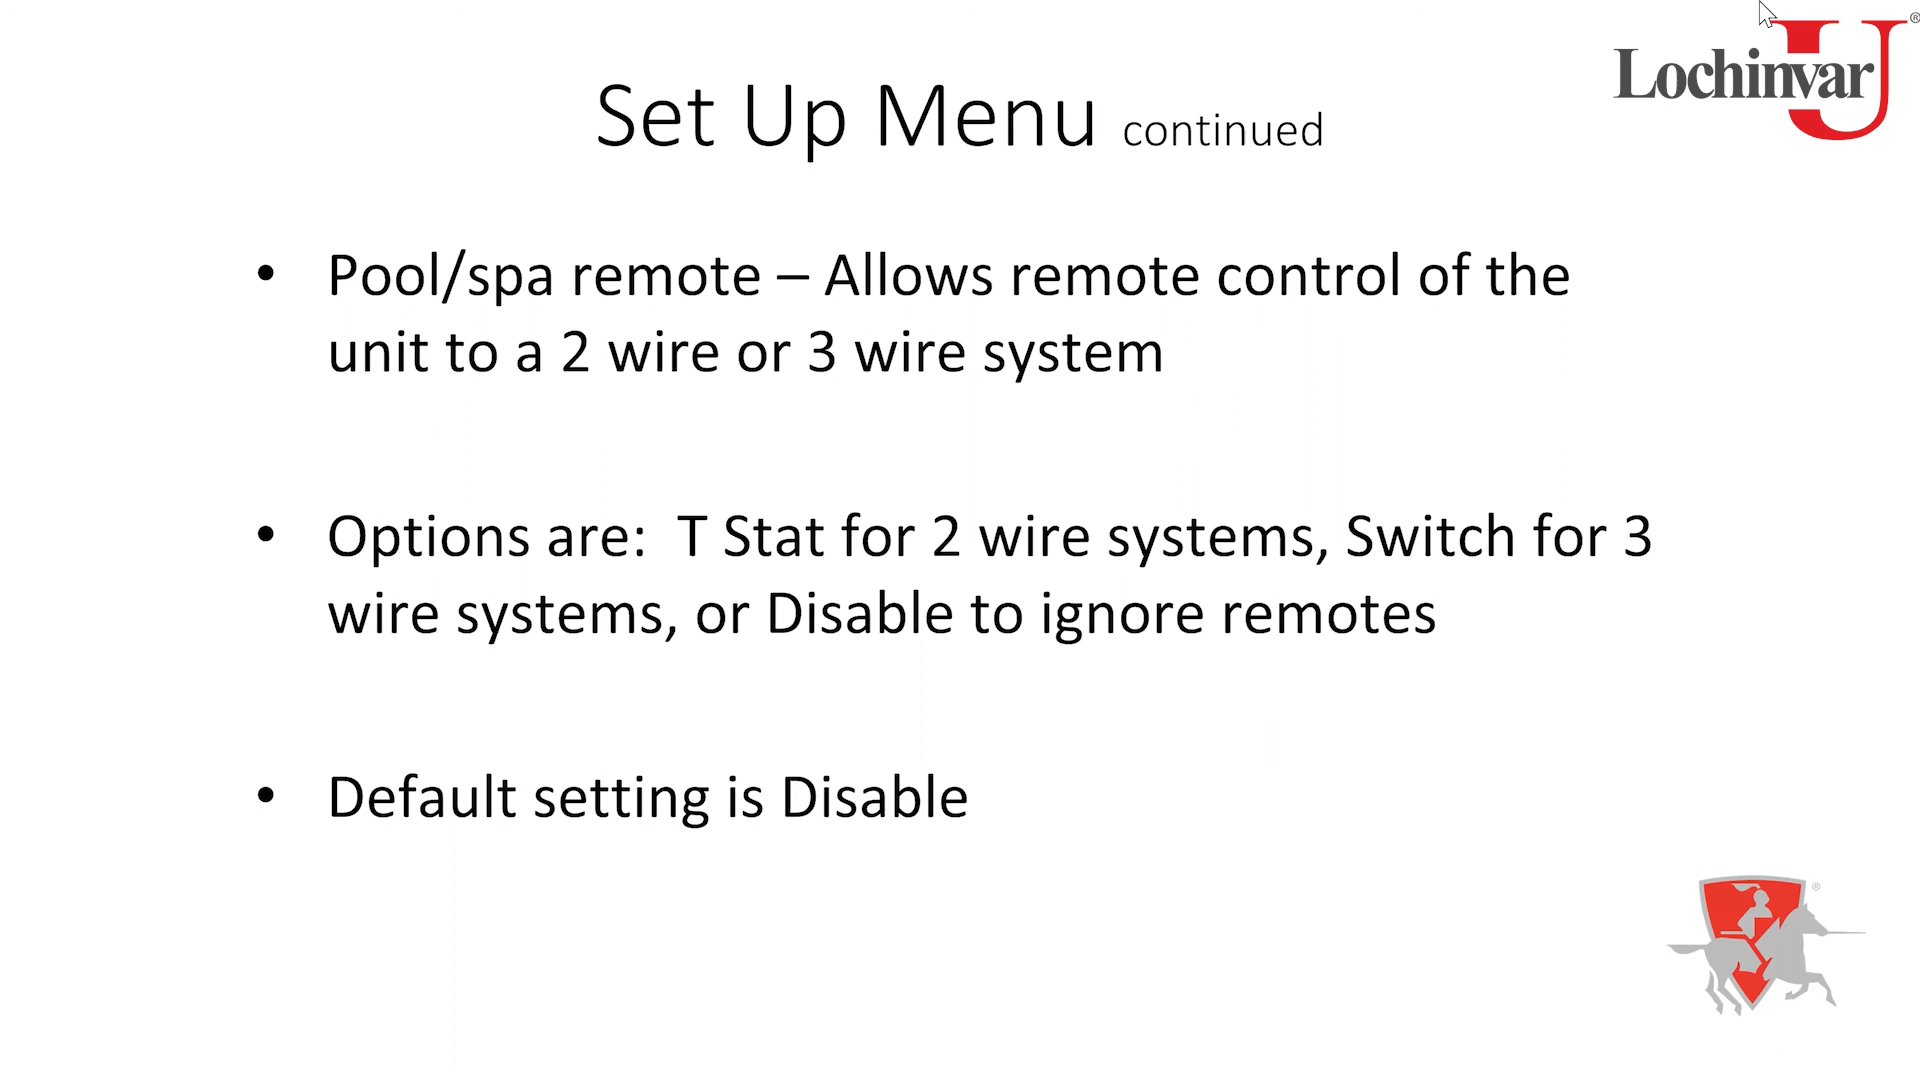 Lochinvar U ®
Set Up Menu continued
• Pool/spa remote – Allows remote control of the
unit to a 2 wire or 3 wire system
• Options are:  T Stat for 2 wire systems, Switch for 3
wire systems, or Disable to ignore remotes
• Default setting is Disable
®